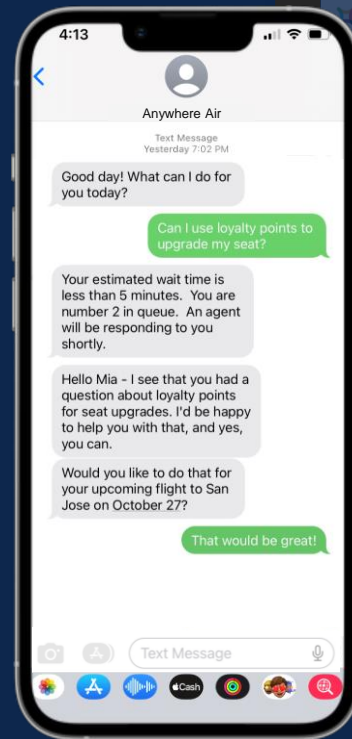 4:13
Anywhere Air
Text Message
Yesterday 7:02 PM
Good day! What can I do for
you today?
Can I use loyalty points to
upgrade my seat?
Your estimated wait time is
less than 5 minutes.  You are
number 2 in queue.  An agent
will be responding to you
shortly.
Hello Mia – I see that you had a
question about loyalty points
for seat upgrades. I'd be happy
to help you with that, and yes,
you can.
Would you like to do that for
your upcoming flight to San
Jose on October 27?
That would be great!
Text Message
Cash